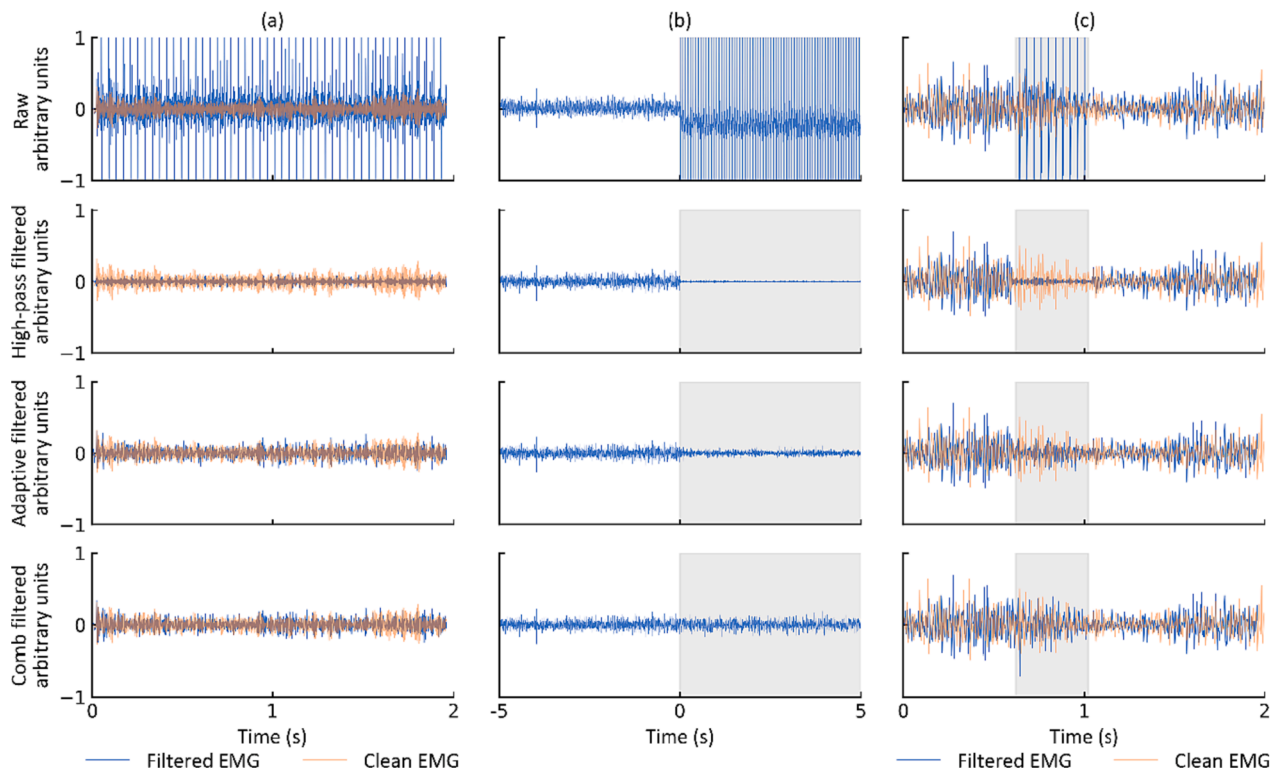 (a) (b) (c)
Raw
arbitrary units
1
0
−1
High-pass filtered
arbitrary units
1
0
−1
Adaptive filtered
arbitrary units
1
0
−1
Comb filtered
arbitrary units
1
0
−1
0 1 2 -5 0 5 0 1 2
Time (s) Time (s) Time (s)
Filtered EMG Clean EMG Filtered EMG Clean EMG